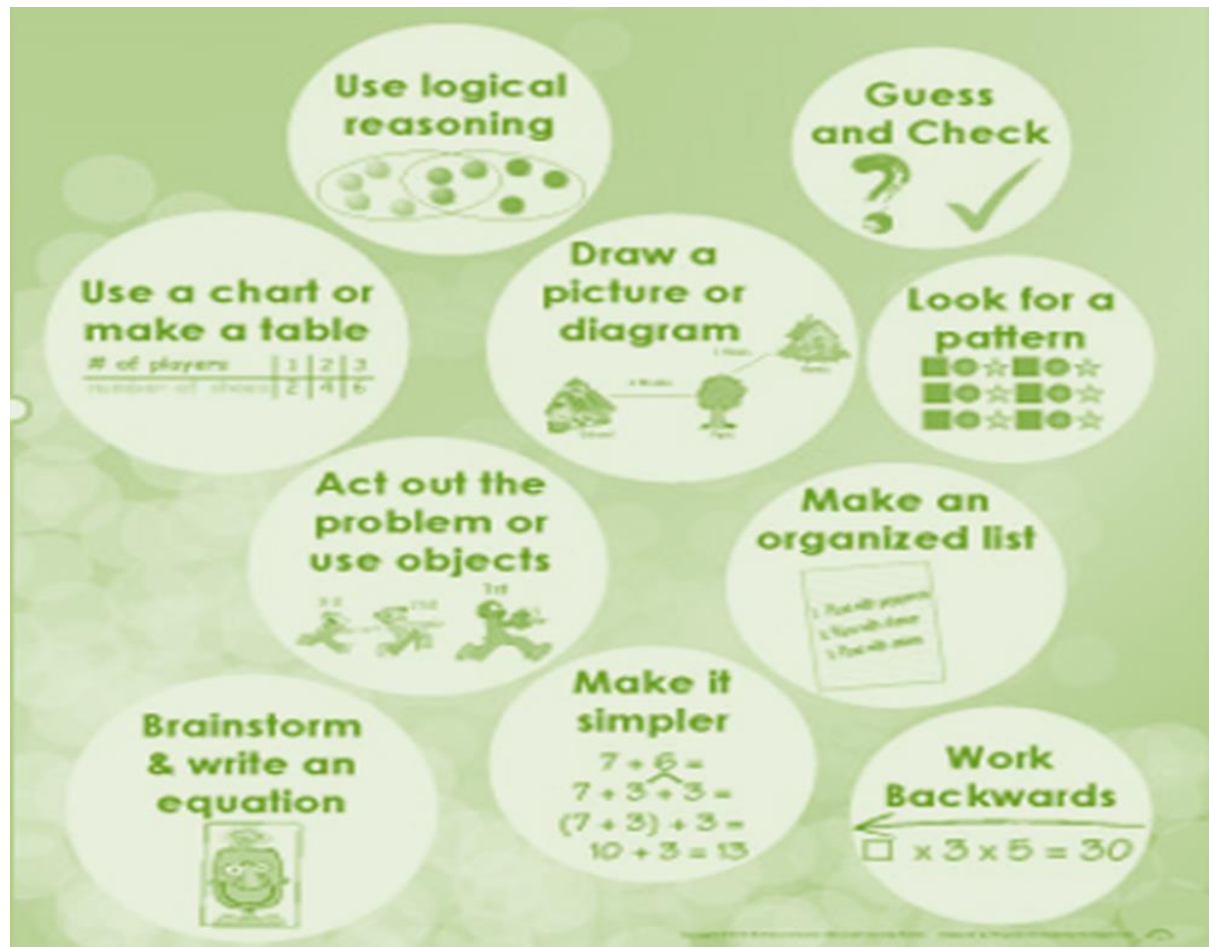 Use logical
reasoning
Guess
and Check
Use a chart or
make a table
# of players 1 2 3
number of shoes 2 4 6
Draw a
picture or
diagram
Look for a
pattern
Act out the
problem or
use objects
2nd
1st
Make an
organized list
Brainstorm
& write an
equation
Make it
simpler
7 + 6 =
7 + 3 + 3 =
(7 + 3) + 3 =
10 + 3 = 13
Work
Backwards
□ x 3 x 5 = 30